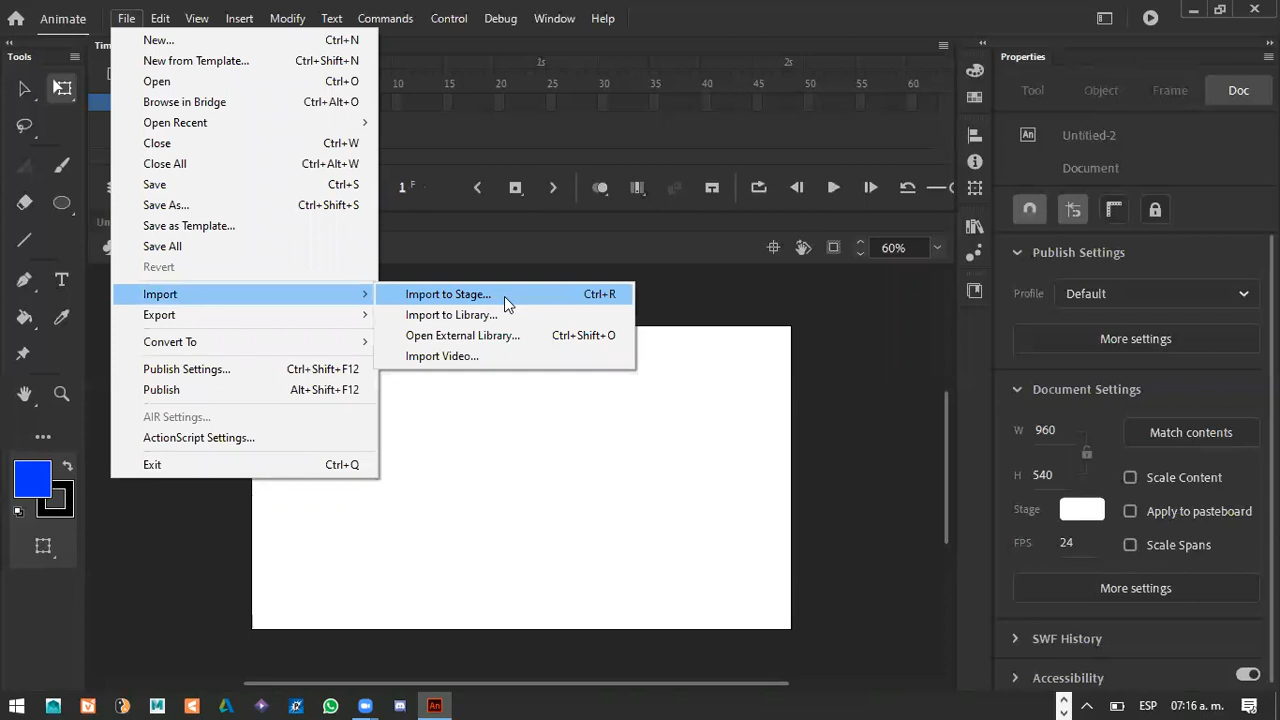 Animate File Edit View Insert Modify Text Commands Control Debug Window Help
Tools
Properties
New... Ctrl+N
New from Template... Ctrl+Shift+N
Open Ctrl+O
Browse in Bridge Ctrl+Alt+O
Open Recent
Close Ctrl+W
Close All Ctrl+Alt+W
Save Ctrl+S
Save As... Ctrl+Shift+S
Save as Template...
Save All
Revert
Import
Export
Convert To
Publish Settings... Ctrl+Shift+F12
Publish Alt+Shift+F12
AIR Settings...
ActionScript Settings...
Exit Ctrl+Q
Import to Stage... Ctrl+R
Import to Library...
Open External Library... Ctrl+Shift+O
Import Video...
1s 2s
10 15 20 25 30 35 40 45 50 55 60
1 F
60%
Tool Object Frame Doc
An Untitled-2
Document
Publish Settings
Profile Default
More settings
Document Settings
W 960 Match contents
H 540 Scale Content
Stage Apply to pasteboard
FPS 24 Scale Spans
More settings
SWF History
Accessibility
An ESP 07:16 a. m.